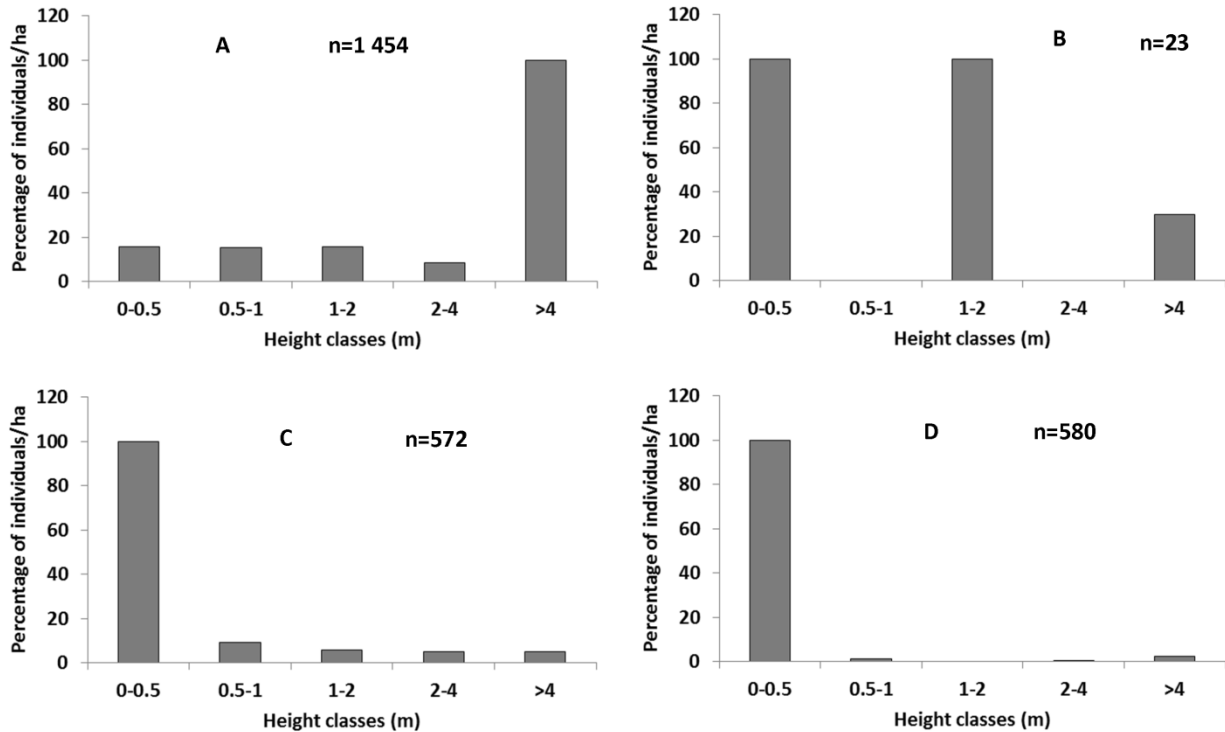 A n=1 454
Percentage of individuals/ha
120
100
80
60
40
20
0
0-0.5 0.5-1 1-2 2-4 >4
Height classes (m)
B n=23
Percentage of individuals/ha
120
100
80
60
40
20
0
0-0.5 0.5-1 1-2 2-4 >4
Height classes (m)
C n=572
Percentage of individuals/ha
120
100
80
60
40
20
0
0-0.5 0.5-1 1-2 2-4 >4
Height classes (m)
D n=580
Percentage of individuals/ha
120
100
80
60
40
20
0
0-0.5 0.5-1 1-2 2-4 >4
Height classes (m)